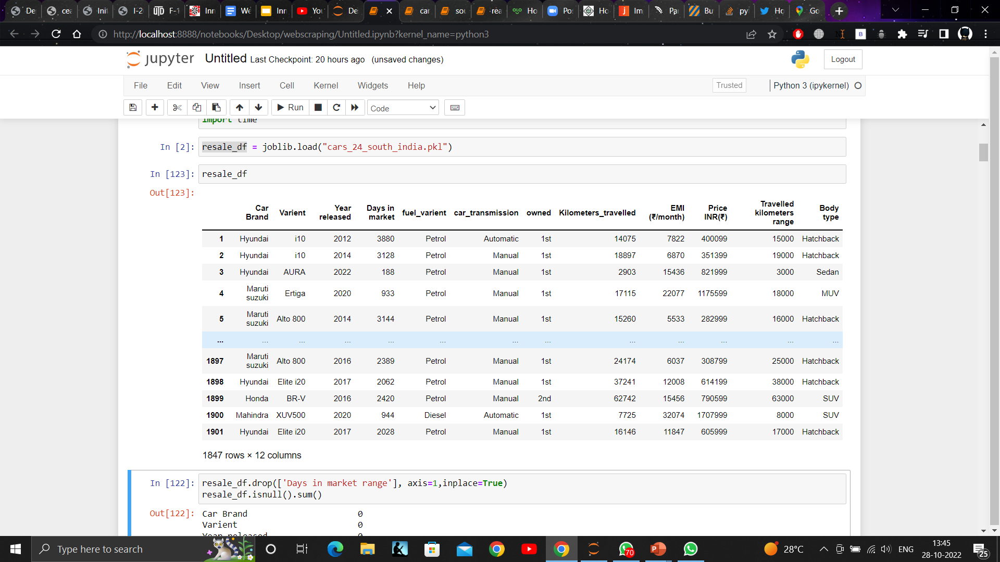 De
cea
Init
I-2
F-1
Inn
We
Inn
You
De
car
sou
rea
Ho
Pos
Ho
Im
Par
Bu
py
Ho
Go
http://localhost:8888/notebooks/Desktop/webscraping/Untitled.ipynb?kernel_name=python3
jupyter Untitled Last Checkpoint: 20 hours ago (unsaved changes)
Logout
File Edit View Insert Cell Kernel Widgets Help
Trusted
Python 3 (ipykernel)
Run
Code
import time
In [2]: resale_df = joblib.load("cars_24_south_india.pkl")
In [123]: resale_df
Out[123]:
Car Brand Varient Year released Days in market fuel_varient car_transmission owned Kilometers_travelled EMI (₹/month) Price INR(₹) Travelled kilometers range Body type
1 Hyundai i10 2012 3880 Petrol Automatic 1st 14075 7822 400099 15000 Hatchback
2 Hyundai i10 2014 3128 Petrol Manual 1st 18897 6870 351399 19000 Hatchback
3 Hyundai AURA 2022 188 Petrol Manual 1st 2903 15436 821999 3000 Sedan
4 Maruti suzuki Ertiga 2020 933 Petrol Manual 1st 17115 22077 1175599 18000 MUV
5 Maruti suzuki Alto 800 2014 3144 Petrol Manual 1st 15260 5533 282999 16000 Hatchback
... ... ... ... ... ... ... ... ... ... ... ... ...
1897 Maruti suzuki Alto 800 2016 2389 Petrol Manual 1st 24174 6037 308799 25000 Hatchback
1898 Hyundai Elite i20 2017 2062 Petrol Manual 1st 37241 12008 614199 38000 Hatchback
1899 Honda BR-V 2016 2420 Petrol Manual 2nd 62742 15456 790599 63000 SUV
1900 Mahindra XUV500 2020 944 Diesel Automatic 1st 7725 32074 1707999 8000 SUV
1901 Hyundai Elite i20 2017 2028 Petrol Manual 1st 16146 11847 605999 17000 Hatchback
1847 rows × 12 columns
In [122]: resale_df.drop(['Days in market range'], axis=1,inplace=True)
resale_df.isnull().sum()
Out[122]: Car Brand 0
Varient 0
Year released 0
Type here to search
70
28°C
ENG
13:45
28-10-2022
25